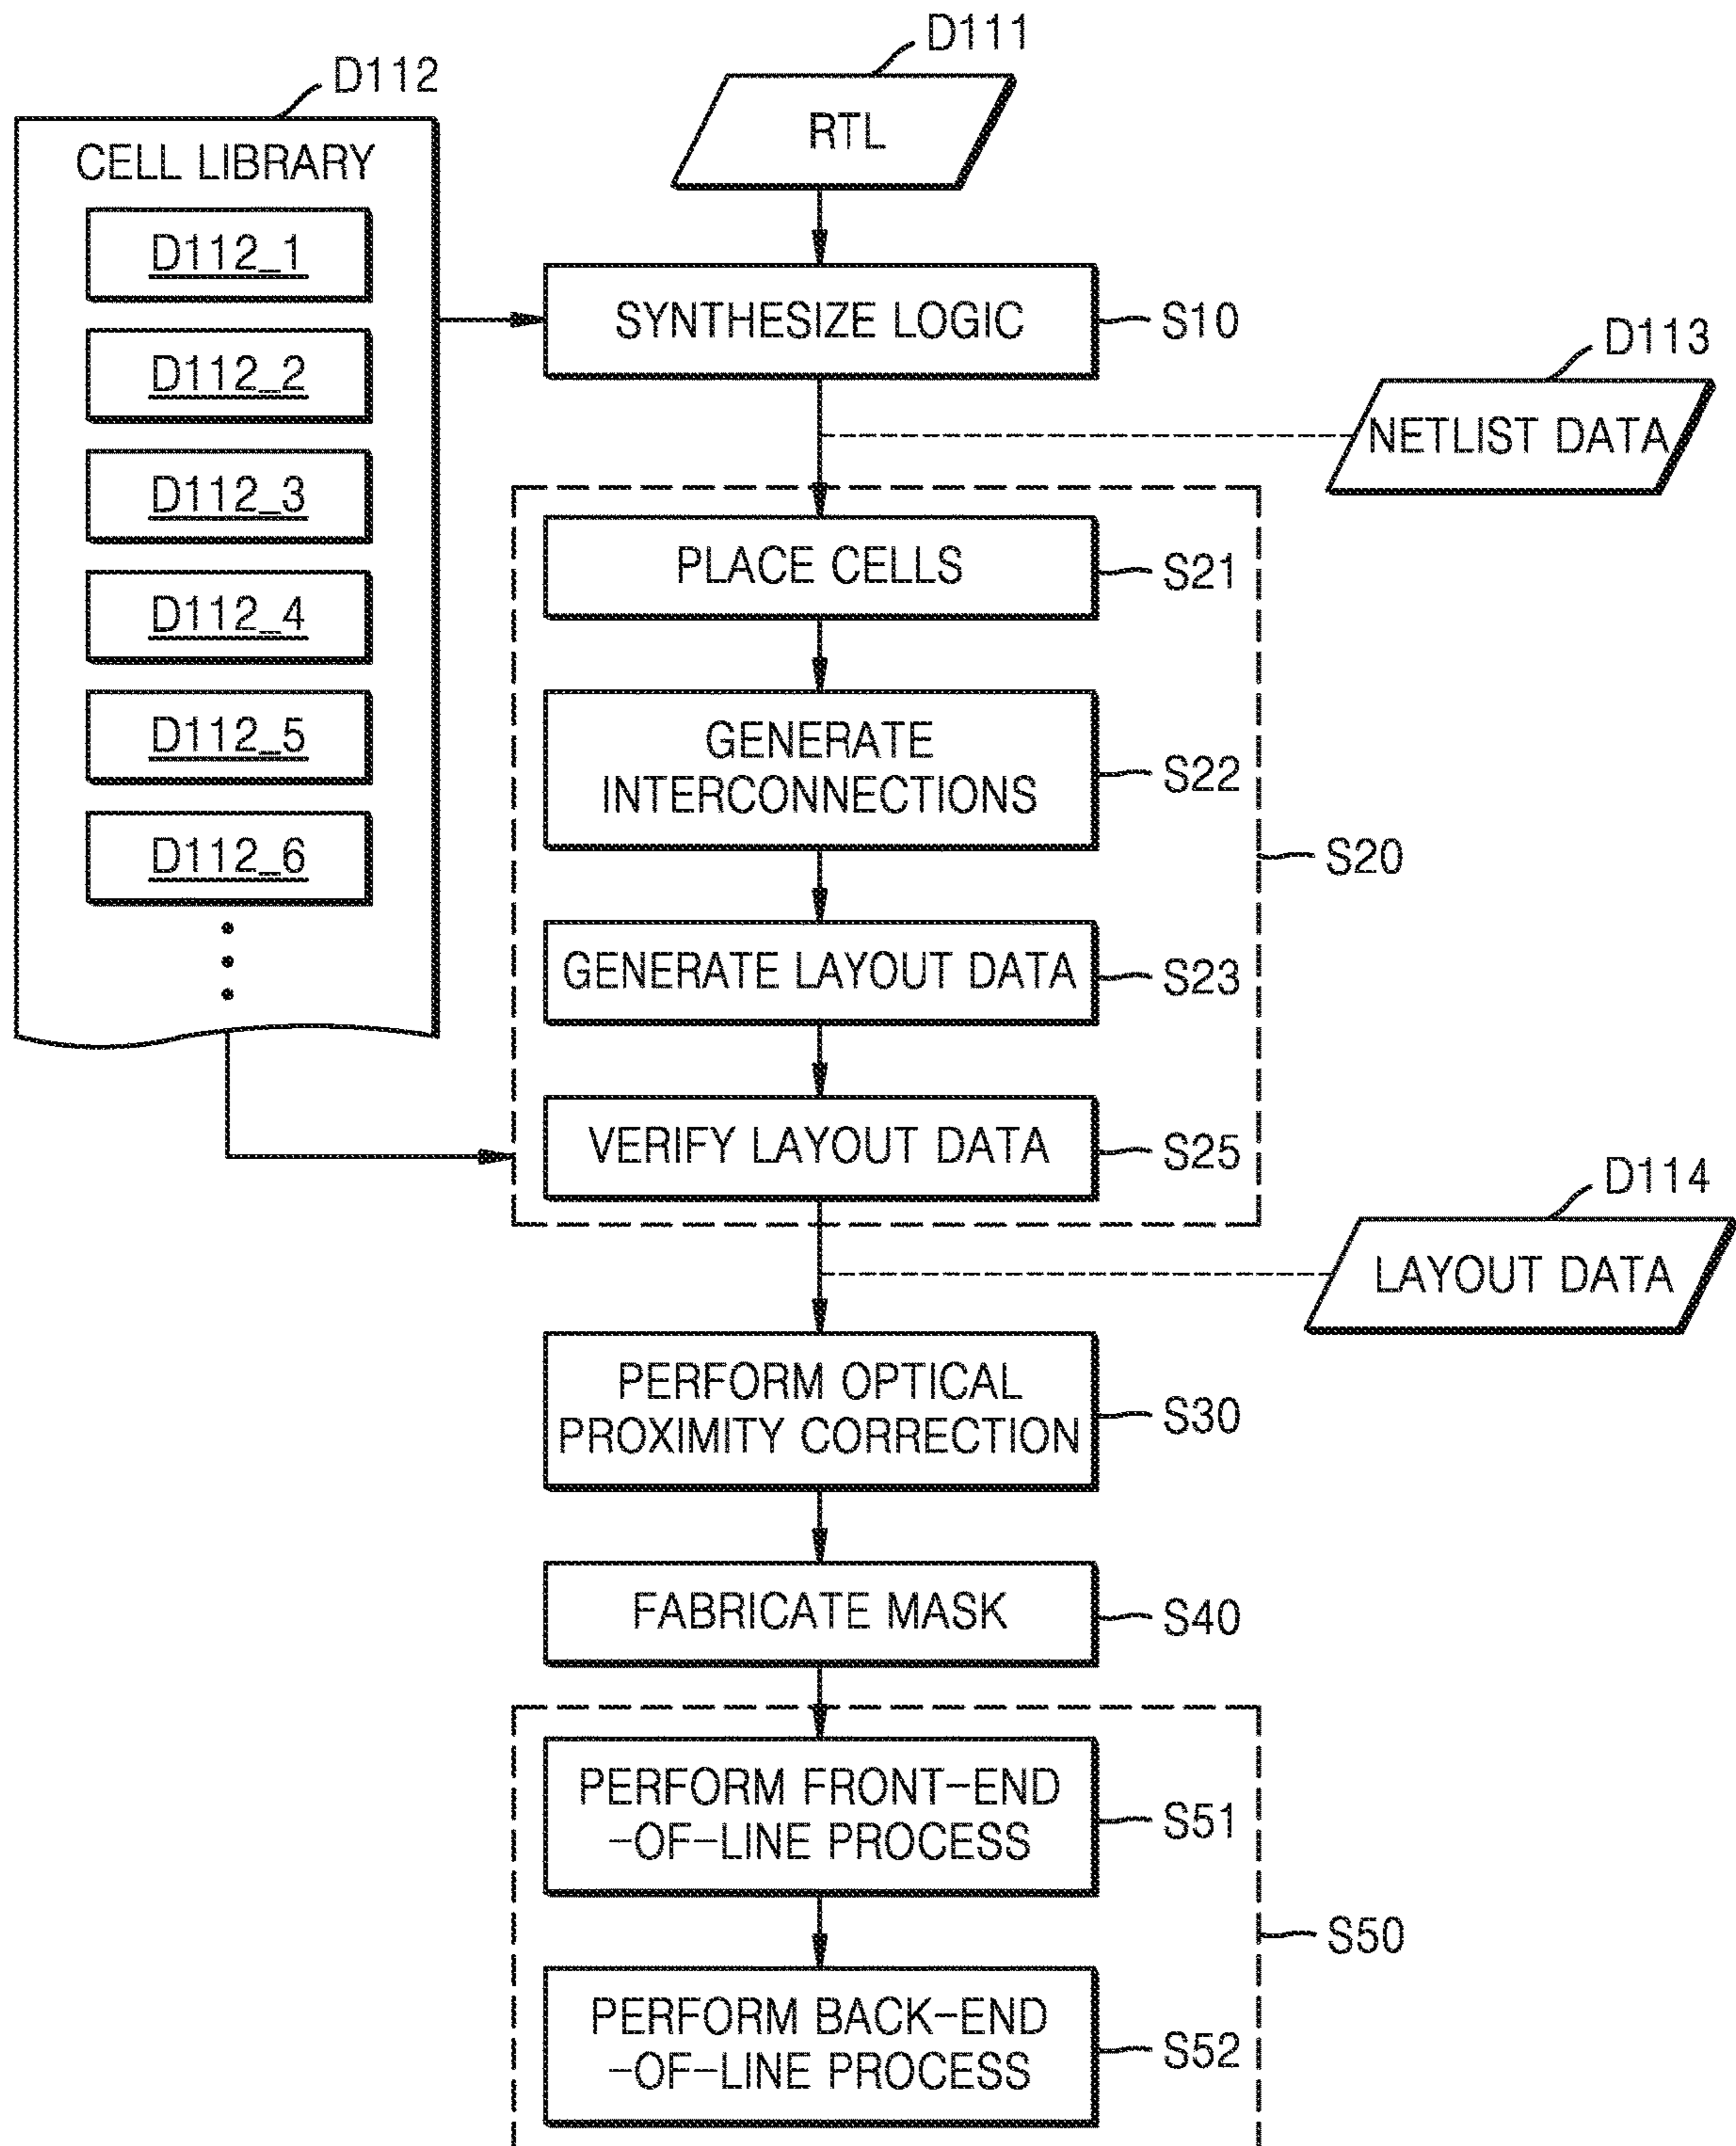 D111
D112
RTL
CELL LIBRARY
D112_1
D112_2
D112_3
D112_4
D112_5
D112_6
SYNTHESIZE LOGIC
S10
D113
NETLIST DATA
PLACE CELLS
S21
GENERATE
INTERCONNECTIONS
S22
S20
GENERATE LAYOUT DATA
S23
VERIFY LAYOUT DATA
S25
D114
LAYOUT DATA
PERFORM OPTICAL
PROXIMITY CORRECTION
S30
FABRICATE MASK
S40
PERFORM FRONT-END
-OF-LINE PROCESS
S51
S50
PERFORM BACK-END
-OF-LINE PROCESS
S52